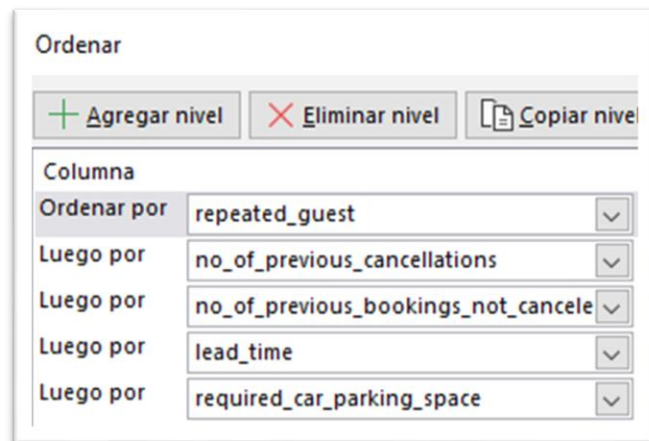 Ordenar
Agregar nivel Eliminar nivel Copiar nive
Columna
Ordenar por repeated_guest
Luego por no_of_previous_cancellations
Luego por no_of_previous_bookings_not_cancele
Luego por lead_time
Luego por required_car_parking_space